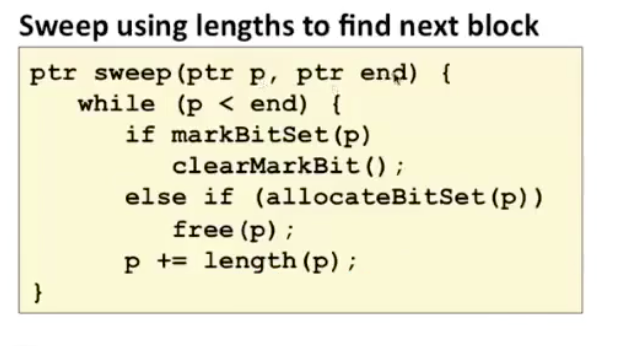 Sweep using lengths to find next block
ptr sweep(ptr p, ptr end) {
while (p < end) {
if markBitSet(p)
clearMarkBit();
else if (allocateBitSet(p))
free(p);
p += length(p);
}